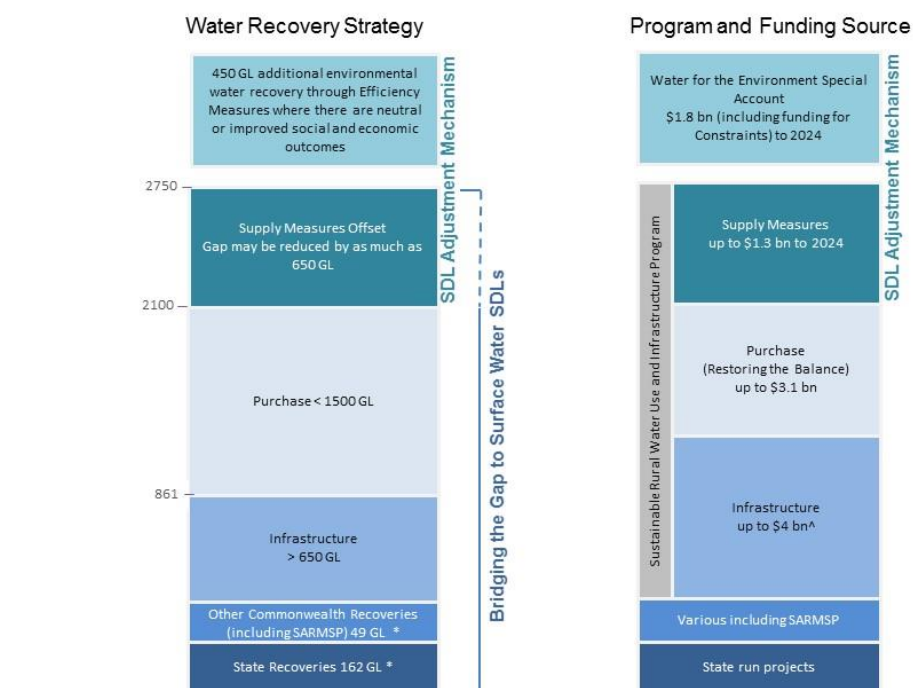 Water Recovery Strategy
450 GL additional environmental
water recovery through Efficiency
Measures where there are neutral
or improved social and economic
outcomes
SDL Adjustment Mechanism
2750
Supply Measures Offset
Gap may be reduced by as much as
650 GL
2100
Purchase < 1500 GL
861
Infrastructure
> 650 GL
Other Commonwealth Recoveries
(including SARMSP) 49 GL *
State Recoveries 162 GL *
Bridging the Gap to Surface Water SDLs
Program and Funding Source
Water for the Environment Special
Account
$1.8 bn (including funding for
Constraints) to 2024
SDL Adjustment Mechanism
Sustainable Rural Water Use and Infrastructure Program
Supply Measures
up to $1.3 bn to 2024
Purchase
(Restoring the Balance)
up to $3.1 bn
Infrastructure
up to $4 bn^
Various including SARMSP
State run projects